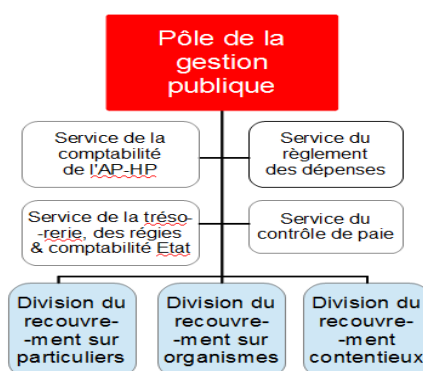 Pôle de la
gestion
publique
Service de la
comptabilité
de l'AP-HP
Service du
règlement
des dépenses
Service de la tréso-
-rerie, des régies
& comptabilité Etat
Service du
contrôle de paie
Division du
recouvre-
-ment sur
particuliers
Division du
recouvre-
-ment sur
organismes
Division du
recouvre-
-ment
contentieux